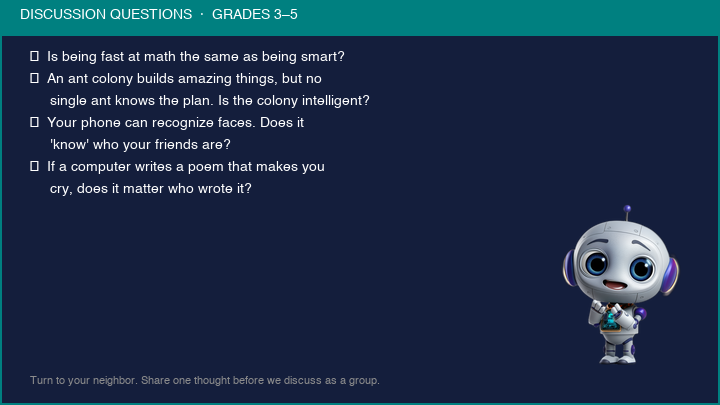 DISCUSSION QUESTIONS · GRADES 3–5
□ Is being fast at math the same as being smart?
□ An ant colony builds amazing things, but no
single ant knows the plan. Is the colony intelligent?
□ Your phone can recognize faces. Does it
'know' who your friends are?
□ If a computer writes a poem that makes you
cry, does it matter who wrote it?
Turn to your neighbor. Share one thought before we discuss as a group.